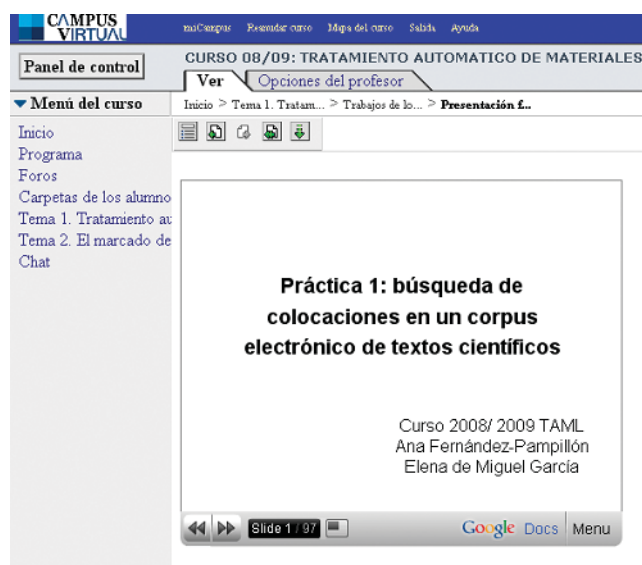 CAMPUS
VIRTUAL
miCampus Reanudar curso Mapa del curso Salida Ayuda
Panel de control
CURSO 08/09: TRATAMIENTO AUTOMATICO DE MATERIALES
Ver Opciones del profesor
Menú del curso
Inicio > Tema 1. Tratam... > Trabajos de lo... > Presentación f...
Inicio
Programa
Foros
Carpetas de los alumno
Tema 1. Tratamiento au
Tema 2. El marcado de
Chat
Práctica 1: búsqueda de
colocaciones en un corpus
electrónico de textos científicos
Curso 2008/ 2009 TAML
Ana Fernández-Pampillón
Elena de Miguel García
Slide 1 / 97 Google Docs Menu